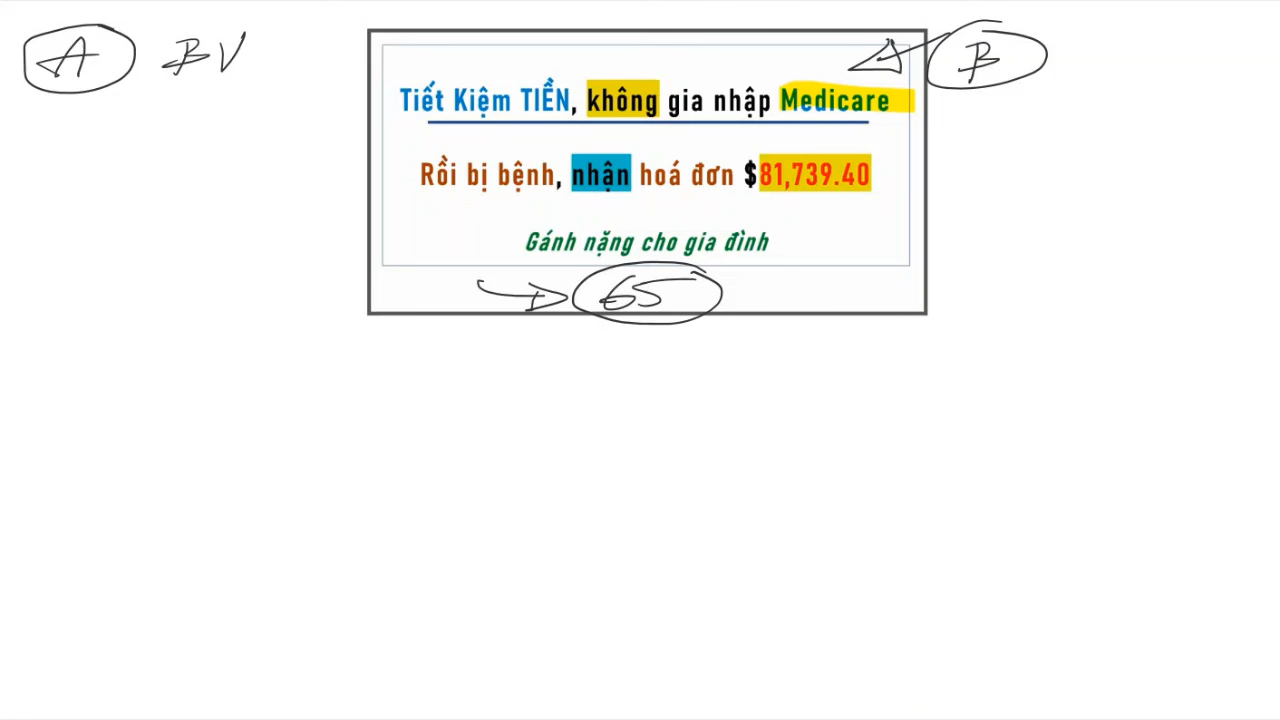 A BV
B
Tiết Kiệm TIỀN, không gia nhập Medicare
Rồi bị bệnh, nhận hoá đơn $81,739.40
Gánh nặng cho gia đình
65